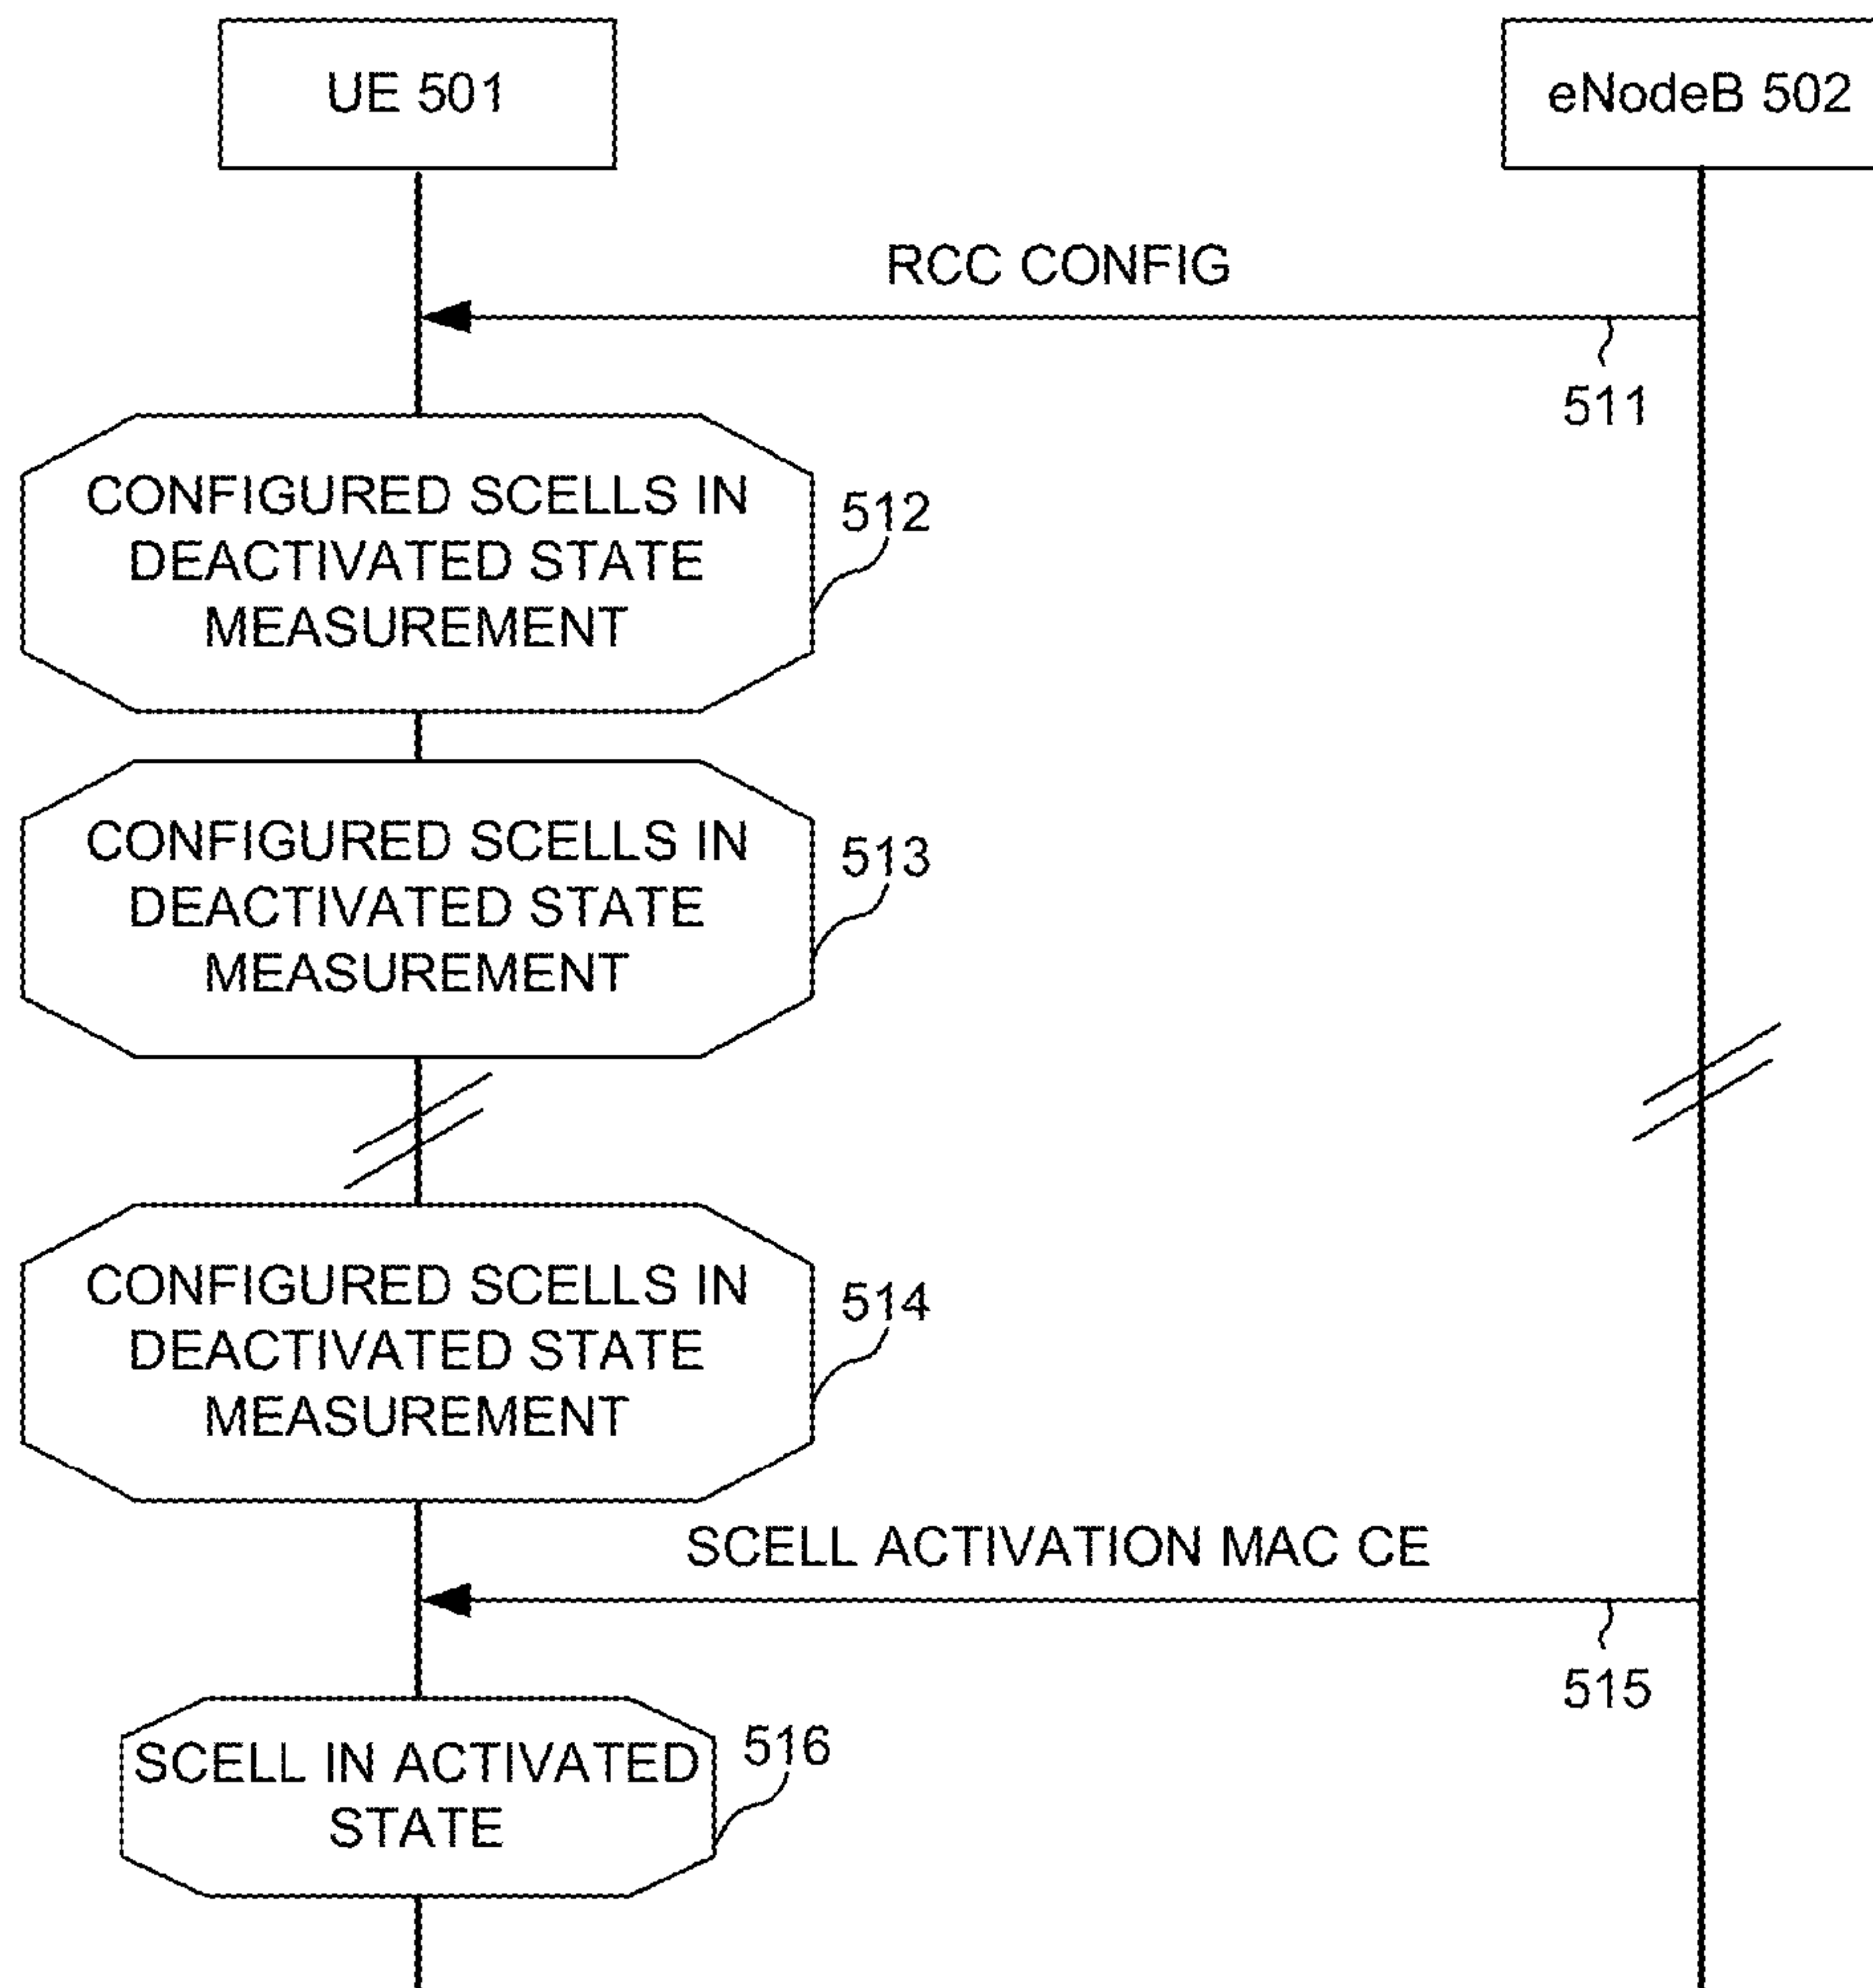 UE 501
eNodeB 502
RCC CONFIG
511
CONFIGURED SCELLS IN
DEACTIVATED STATE
MEASUREMENT
512
CONFIGURED SCELLS IN
DEACTIVATED STATE
MEASUREMENT
513
CONFIGURED SCELLS IN
DEACTIVATED STATE
MEASUREMENT
514
SCELL ACTIVATION MAC CE
515
SCELL IN ACTIVATED
STATE
516